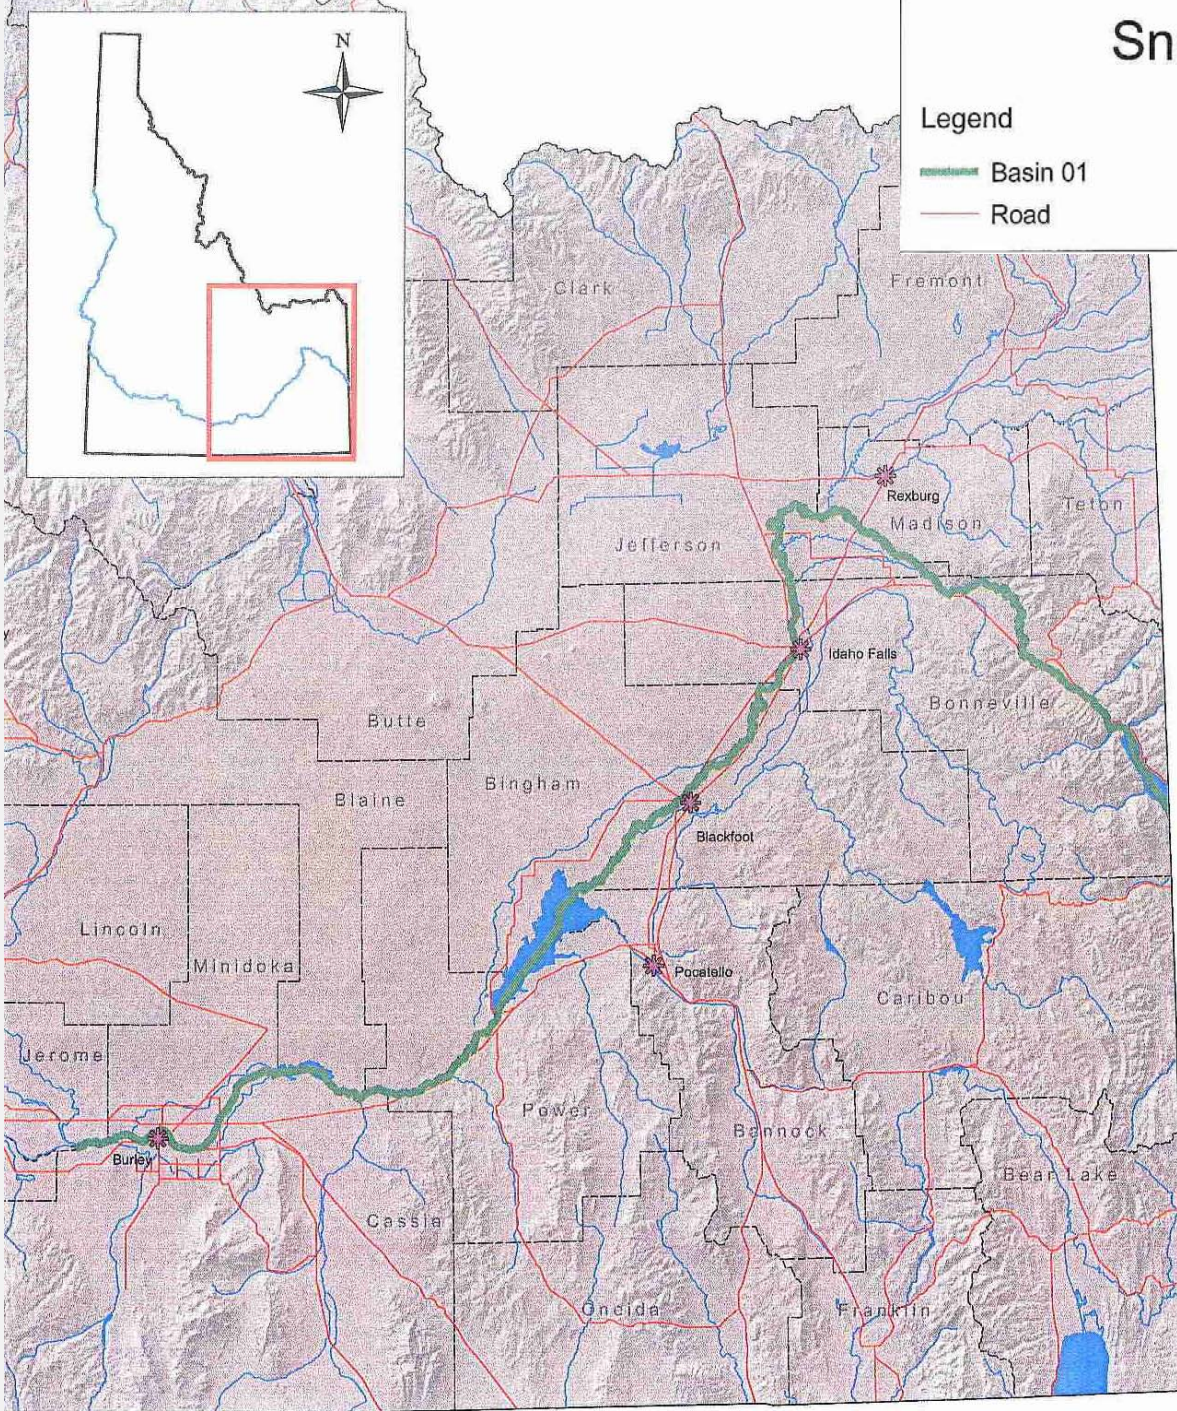 N
Sn
Legend
Basin 01
Road
Clark
Fremont
Rexburg
Madison
Teton
Jefferson
Idaho Falls
Bonneville
Butte
Bingham
Blaine
Blackfoot
Lincoln
Minidoka
Pocatello
Caribou
Jerome
Power
Bannock
Burley
Bear Lake
Cassia
Oneida
Franklin